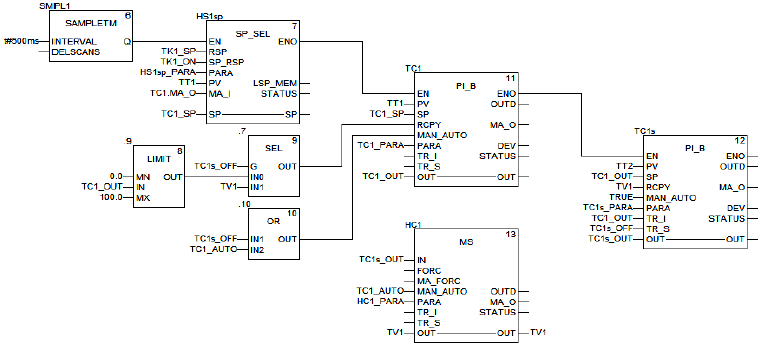 SMPL1
6
SAMPLETM
t#500ms
INTERVAL
Q
DELSCANS
HS1sp
7
SP_SEL
EN
ENO
TK1_SP
RSP
TK1_ON
SP_RSP
HS1sp_PARA
PARA
TT1
PV
LSP_MEM
TC1.MA_O
MA_I
STATUS
TC1_SP
SP
SP
.9
8
LIMIT
0.0
MN
OUT
TC1_OUT
IN
100.0
MX
.7
9
SEL
TC1s_OFF
G
OUT
IN0
TV1
IN1
.10
10
OR
TC1s_OFF
IN1
OUT
TC1_AUTO
IN2
TC1
11
PI_B
EN
ENO
TT1
PV
OUTD
TC1_SP
SP
RCPY
MA_O
MAN_AUTO
TC1_PARA
PARA
DEV
TR_I
STATUS
TR_S
TC1_OUT
OUT
OUT
HC1
13
MS
TC1s_OUT
IN
FORC
MA_FORC
TC1_AUTO
MAN_AUTO
OUTD
HC1_PARA
PARA
MA_O
TR_I
STATUS
TR_S
TV1
OUT
OUT
TV1
TC1s
12
PI_B
EN
ENO
TT2
PV
OUTD
TC1_OUT
SP
TV1
RCPY
MA_O
TRUE
MAN_AUTO
TC1s_PARA
PARA
DEV
TC1_OUT
TR_I
STATUS
TC1s_OFF
TR_S
TC1s_OUT
OUT
OUT